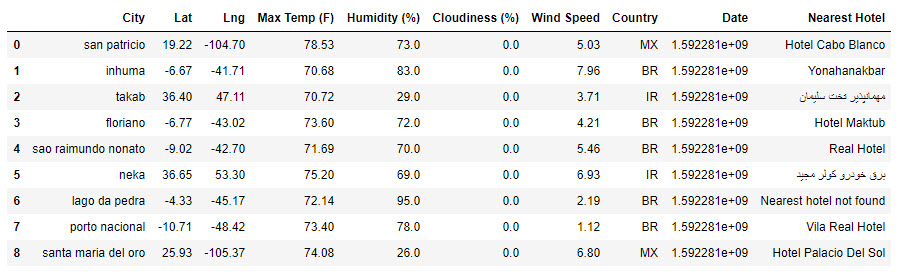 City Lat Lng Max Temp (F) Humidity (%) Cloudiness (%) Wind Speed Country Date Nearest Hotel
0 san patricio 19.22 -104.70 78.53 73.0 0.0 5.03 MX 1.592281e+09 Hotel Cabo Blanco
1 inhuma -6.67 -41.71 70.68 83.0 0.0 7.96 BR 1.592281e+09 Yonahanakbar
2 takab 36.40 47.11 70.72 29.0 0.0 3.71 IR 1.592281e+09 مهمانپذیر تخت سلیمان
3 floriano -6.77 -43.02 73.60 72.0 0.0 4.21 BR 1.592281e+09 Hotel Maktub
4 sao raimundo nonato -9.02 -42.70 71.69 70.0 0.0 5.46 BR 1.592281e+09 Real Hotel
5 neka 36.65 53.30 75.20 69.0 0.0 6.93 IR 1.592281e+09 برق خودرو کولر مجید
6 lago da pedra -4.33 -45.17 72.14 95.0 0.0 2.19 BR 1.592281e+09 Nearest hotel not found
7 porto nacional -10.71 -48.42 73.40 78.0 0.0 1.12 BR 1.592281e+09 Vila Real Hotel
8 santa maria del oro 25.93 -105.37 74.08 26.0 0.0 6.80 MX 1.592281e+09 Hotel Palacio Del Sol